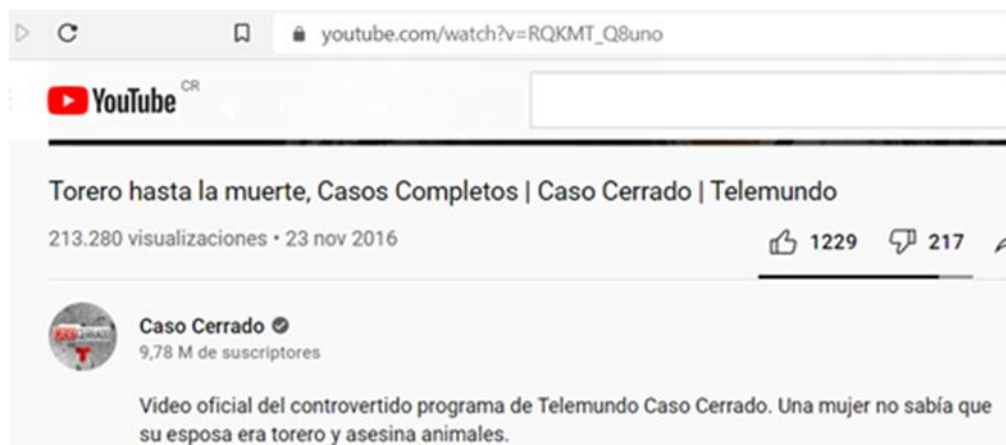 youtube.com/watch?v=RQKMT_Q8uno
YouTube CR
Torero hasta la muerte, Casos Completos | Caso Cerrado | Telemundo
213.280 visualizaciones • 23 nov 2016
1229 217
Caso Cerrado
9,78 M de suscriptores
Video oficial del controvertido programa de Telemundo Caso Cerrado. Una mujer no sabía que
su esposa era torero y asesina animales.